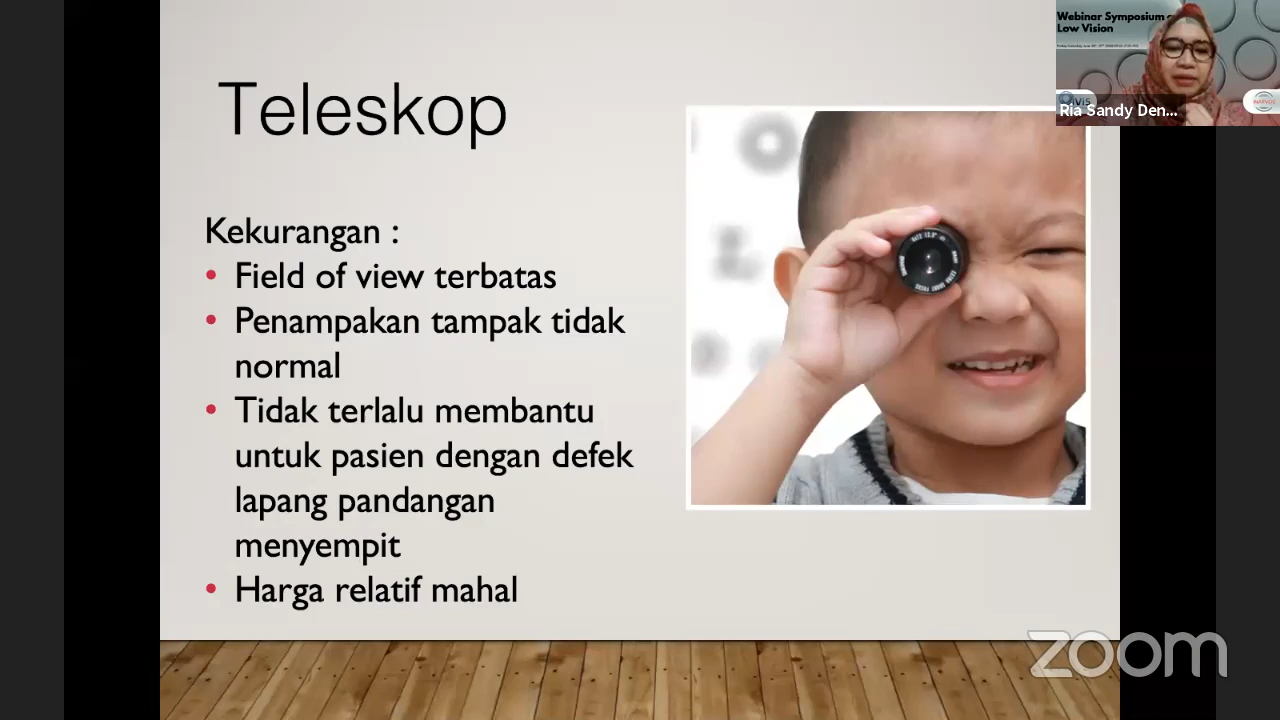 Teleskop
Kekurangan :
• Field of view terbatas
• Penampakan tampak tidak
normal
• Tidak terlalu membantu
untuk pasien dengan defek
lapang pandangan
menyempit
• Harga relatif mahal
Webinar Symposium
Low Vision
Ria Sandy Den...
zoom